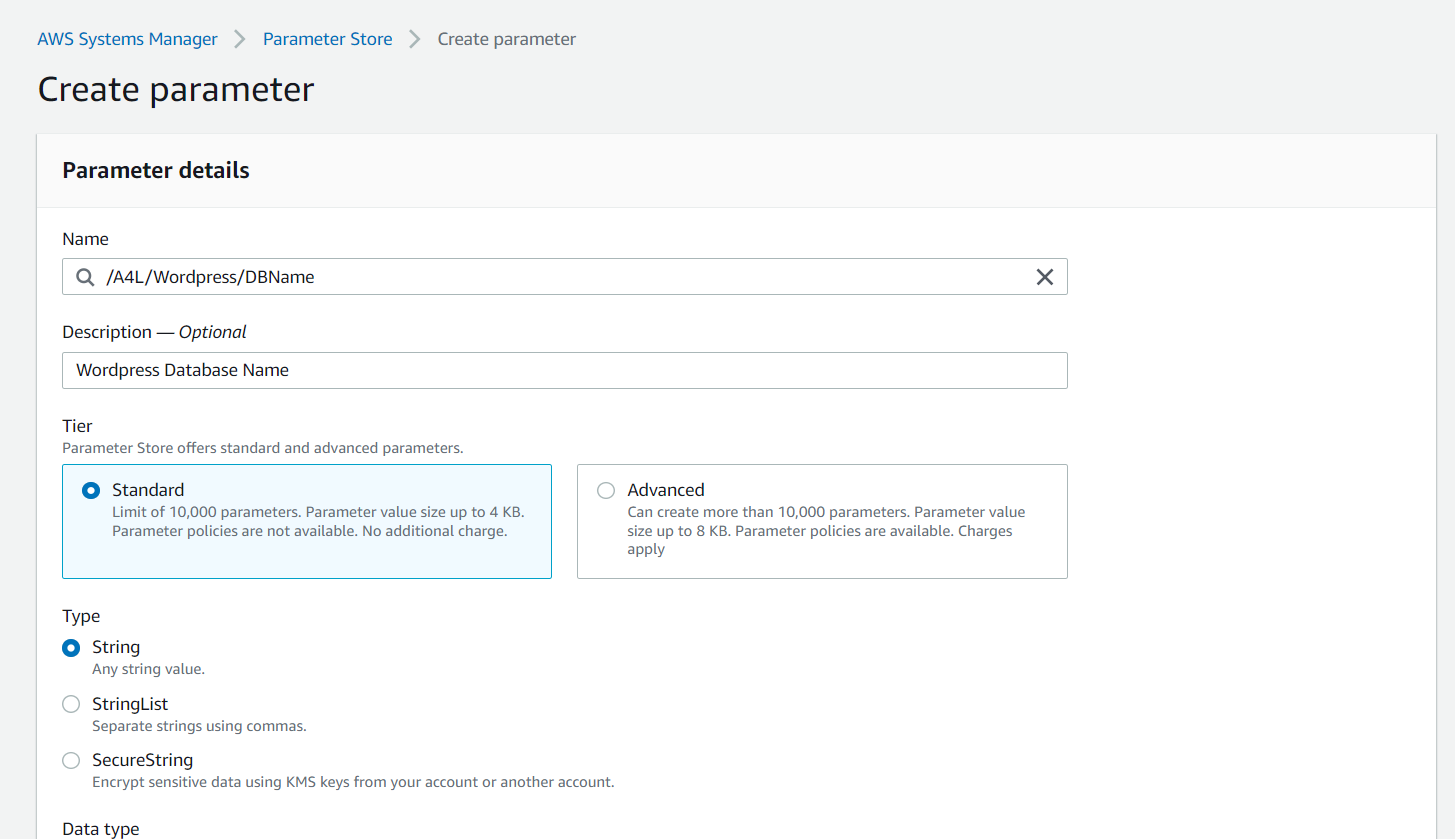 AWS Systems Manager > Parameter Store > Create parameter
Create parameter
Parameter details
Name
/A4L/Wordpress/DBName
Description — Optional
Wordpress Database Name
Tier
Parameter Store offers standard and advanced parameters.
Standard
Limit of 10,000 parameters. Parameter value size up to 4 KB.
Parameter policies are not available. No additional charge.
Advanced
Can create more than 10,000 parameters. Parameter value
size up to 8 KB. Parameter policies are available. Charges
apply
Type
String
Any string value.
StringList
Separate strings using commas.
SecureString
Encrypt sensitive data using KMS keys from your account or another account.
Data type